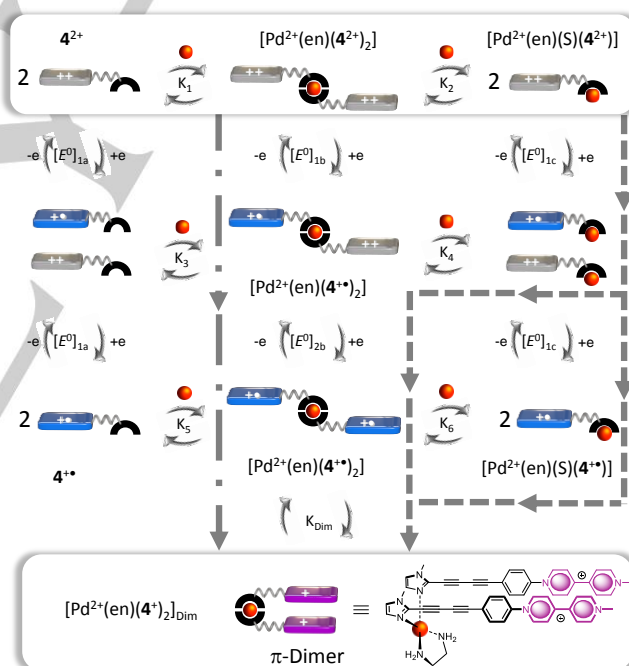 4²⁺ [Pd²⁺(en)(4²⁺)₂] [Pd²⁺(en)(S)(4²⁺)]
2 ++ K₁ ++ ++ K₂ 2 ++
-e [E⁰]₁ₐ +e -e [E⁰]₁b +e -e [E⁰]₁c +e
+• ++ K₃ +• ++ K₄ +• ++
[Pd²⁺(en)(4⁺•)₂]
-e [E⁰]₁ₐ +e -e [E⁰]₂b +e -e [E⁰]₁c +e
2 +• K₅ +• +• K₆ 2 +•
4⁺• [Pd²⁺(en)(4⁺•)₂] [Pd²⁺(en)(S)(4⁺•)]
K_Dim
[Pd²⁺(en)(4⁺)₂]_Dim + + ≡ N N N ⊕ N N N N ⊕ N NH₂ H₂N
π-Dimer